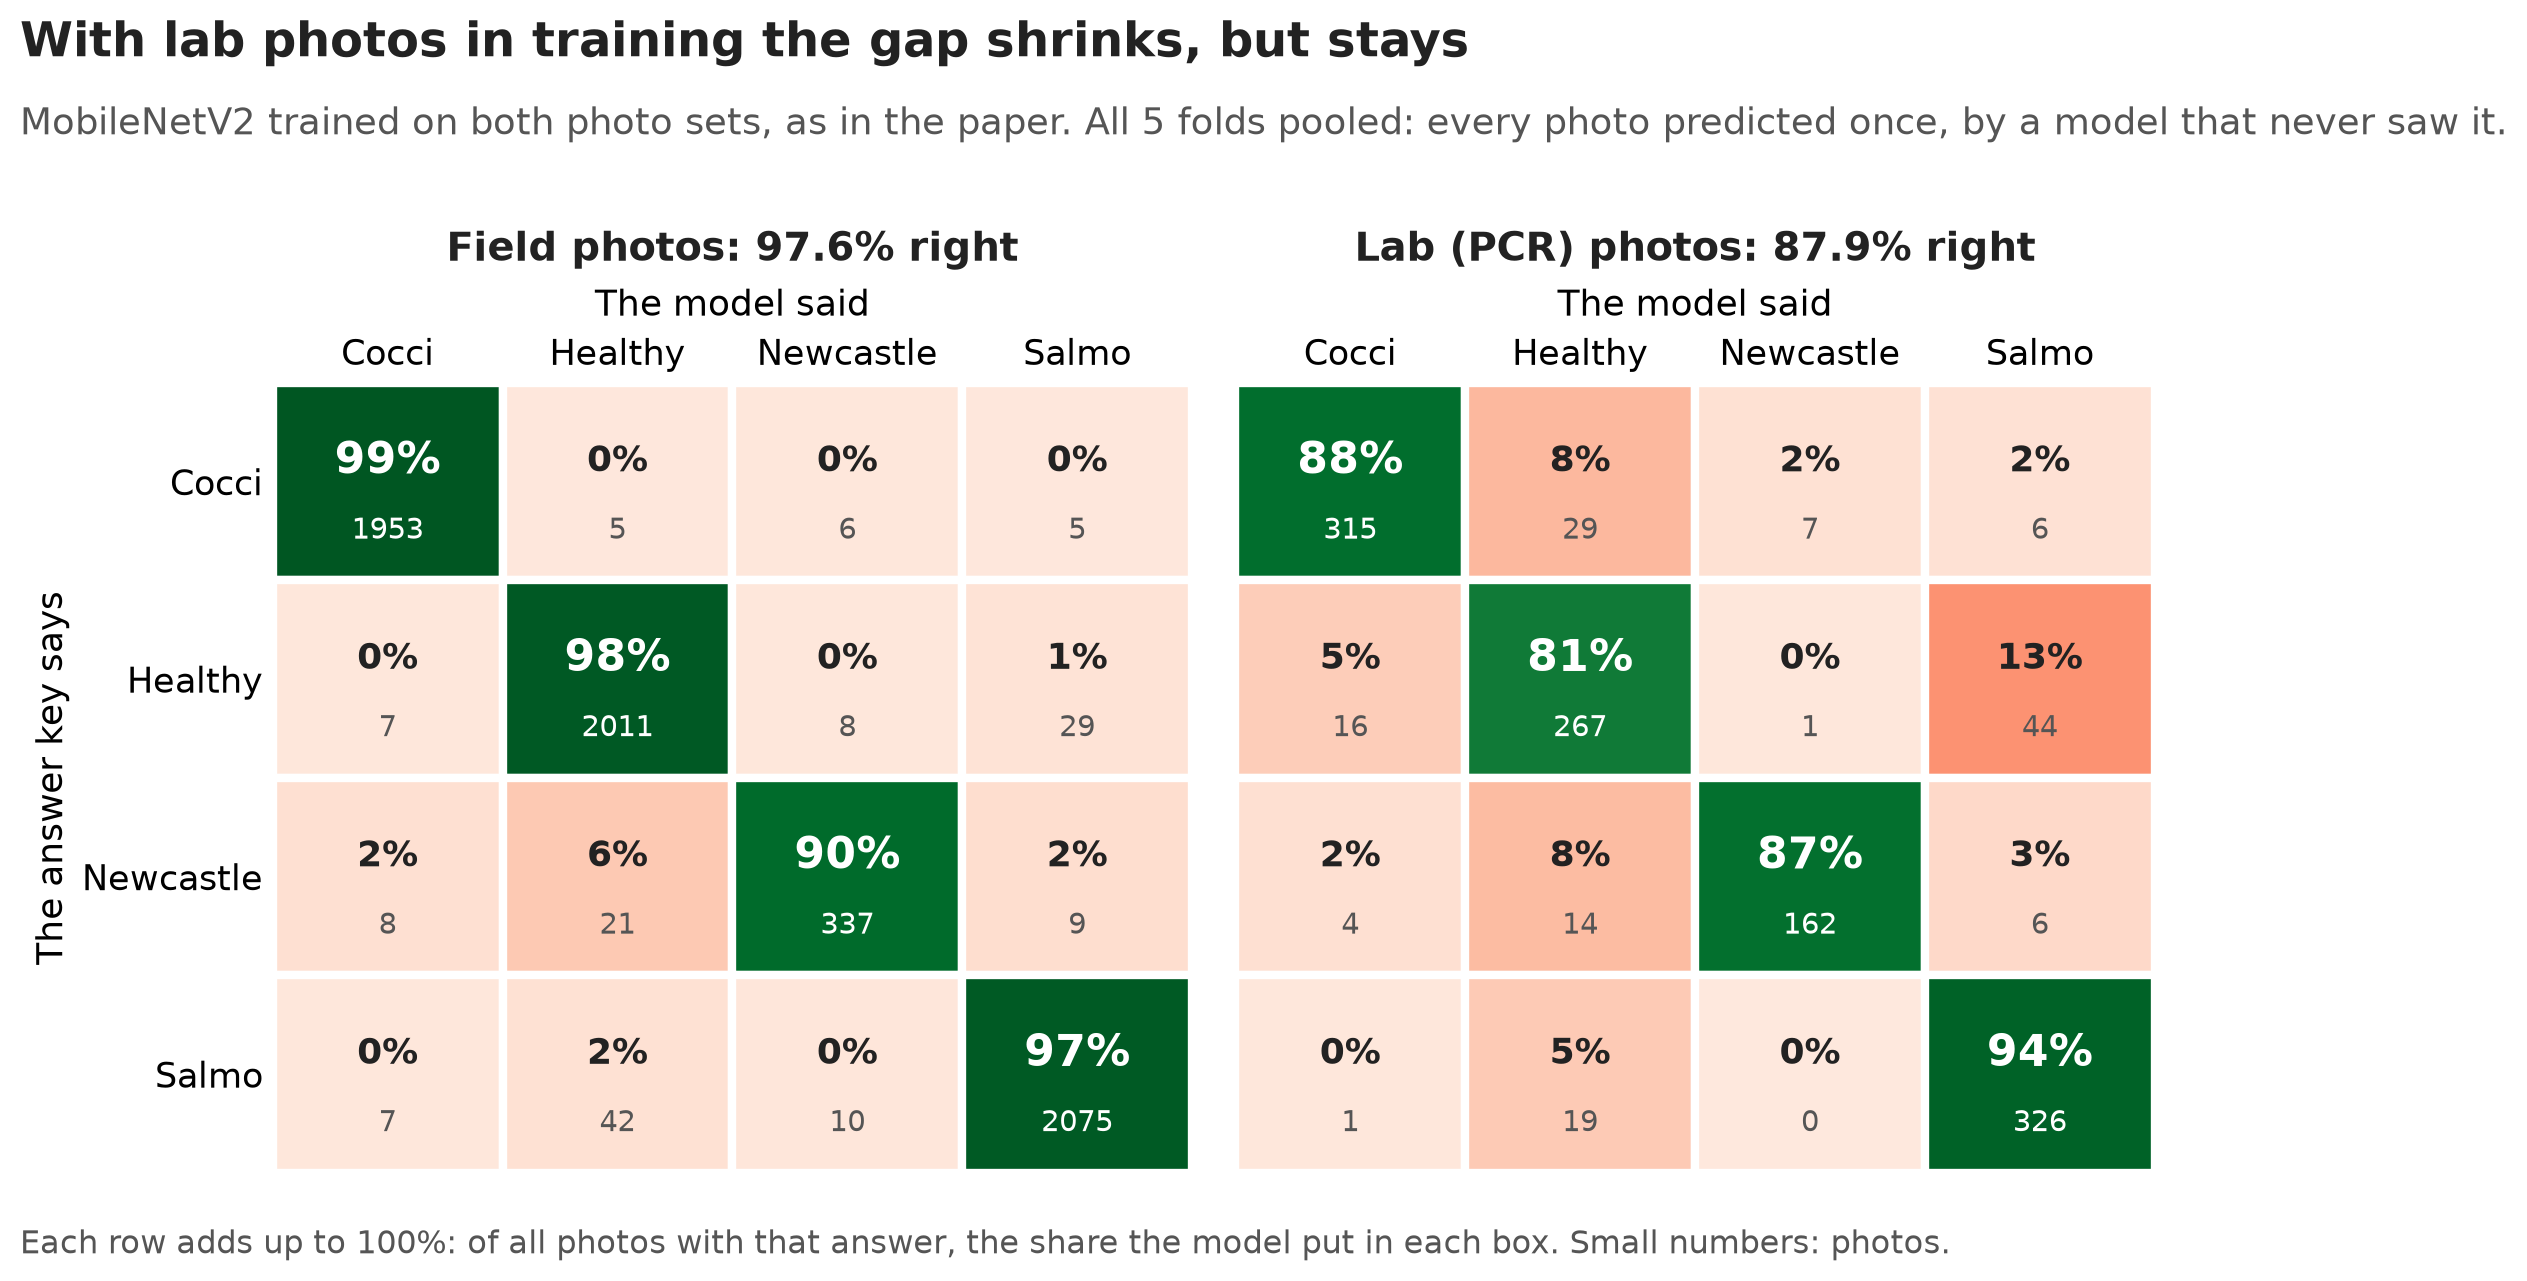 With lab photos in training the gap shrinks, but stays
MobileNetV2 trained on both photo sets, as in the paper. All 5 folds pooled: every photo predicted once, by a model that never saw it.
Field photos: 97.6% right
The model said
Cocci Healthy Newcastle Salmo
The answer key says
Cocci 99% 0% 0% 0%
1953 5 6 5
Healthy 0% 98% 0% 1%
7 2011 8 29
Newcastle 2% 6% 90% 2%
8 21 337 9
Salmo 0% 2% 0% 97%
7 42 10 2075
Lab (PCR) photos: 87.9% right
The model said
Cocci Healthy Newcastle Salmo
88% 8% 2% 2%
315 29 7 6
5% 81% 0% 13%
16 267 1 44
2% 8% 87% 3%
4 14 162 6
0% 5% 0% 94%
1 19 0 326
Each row adds up to 100%: of all photos with that answer, the share the model put in each box. Small numbers: photos.